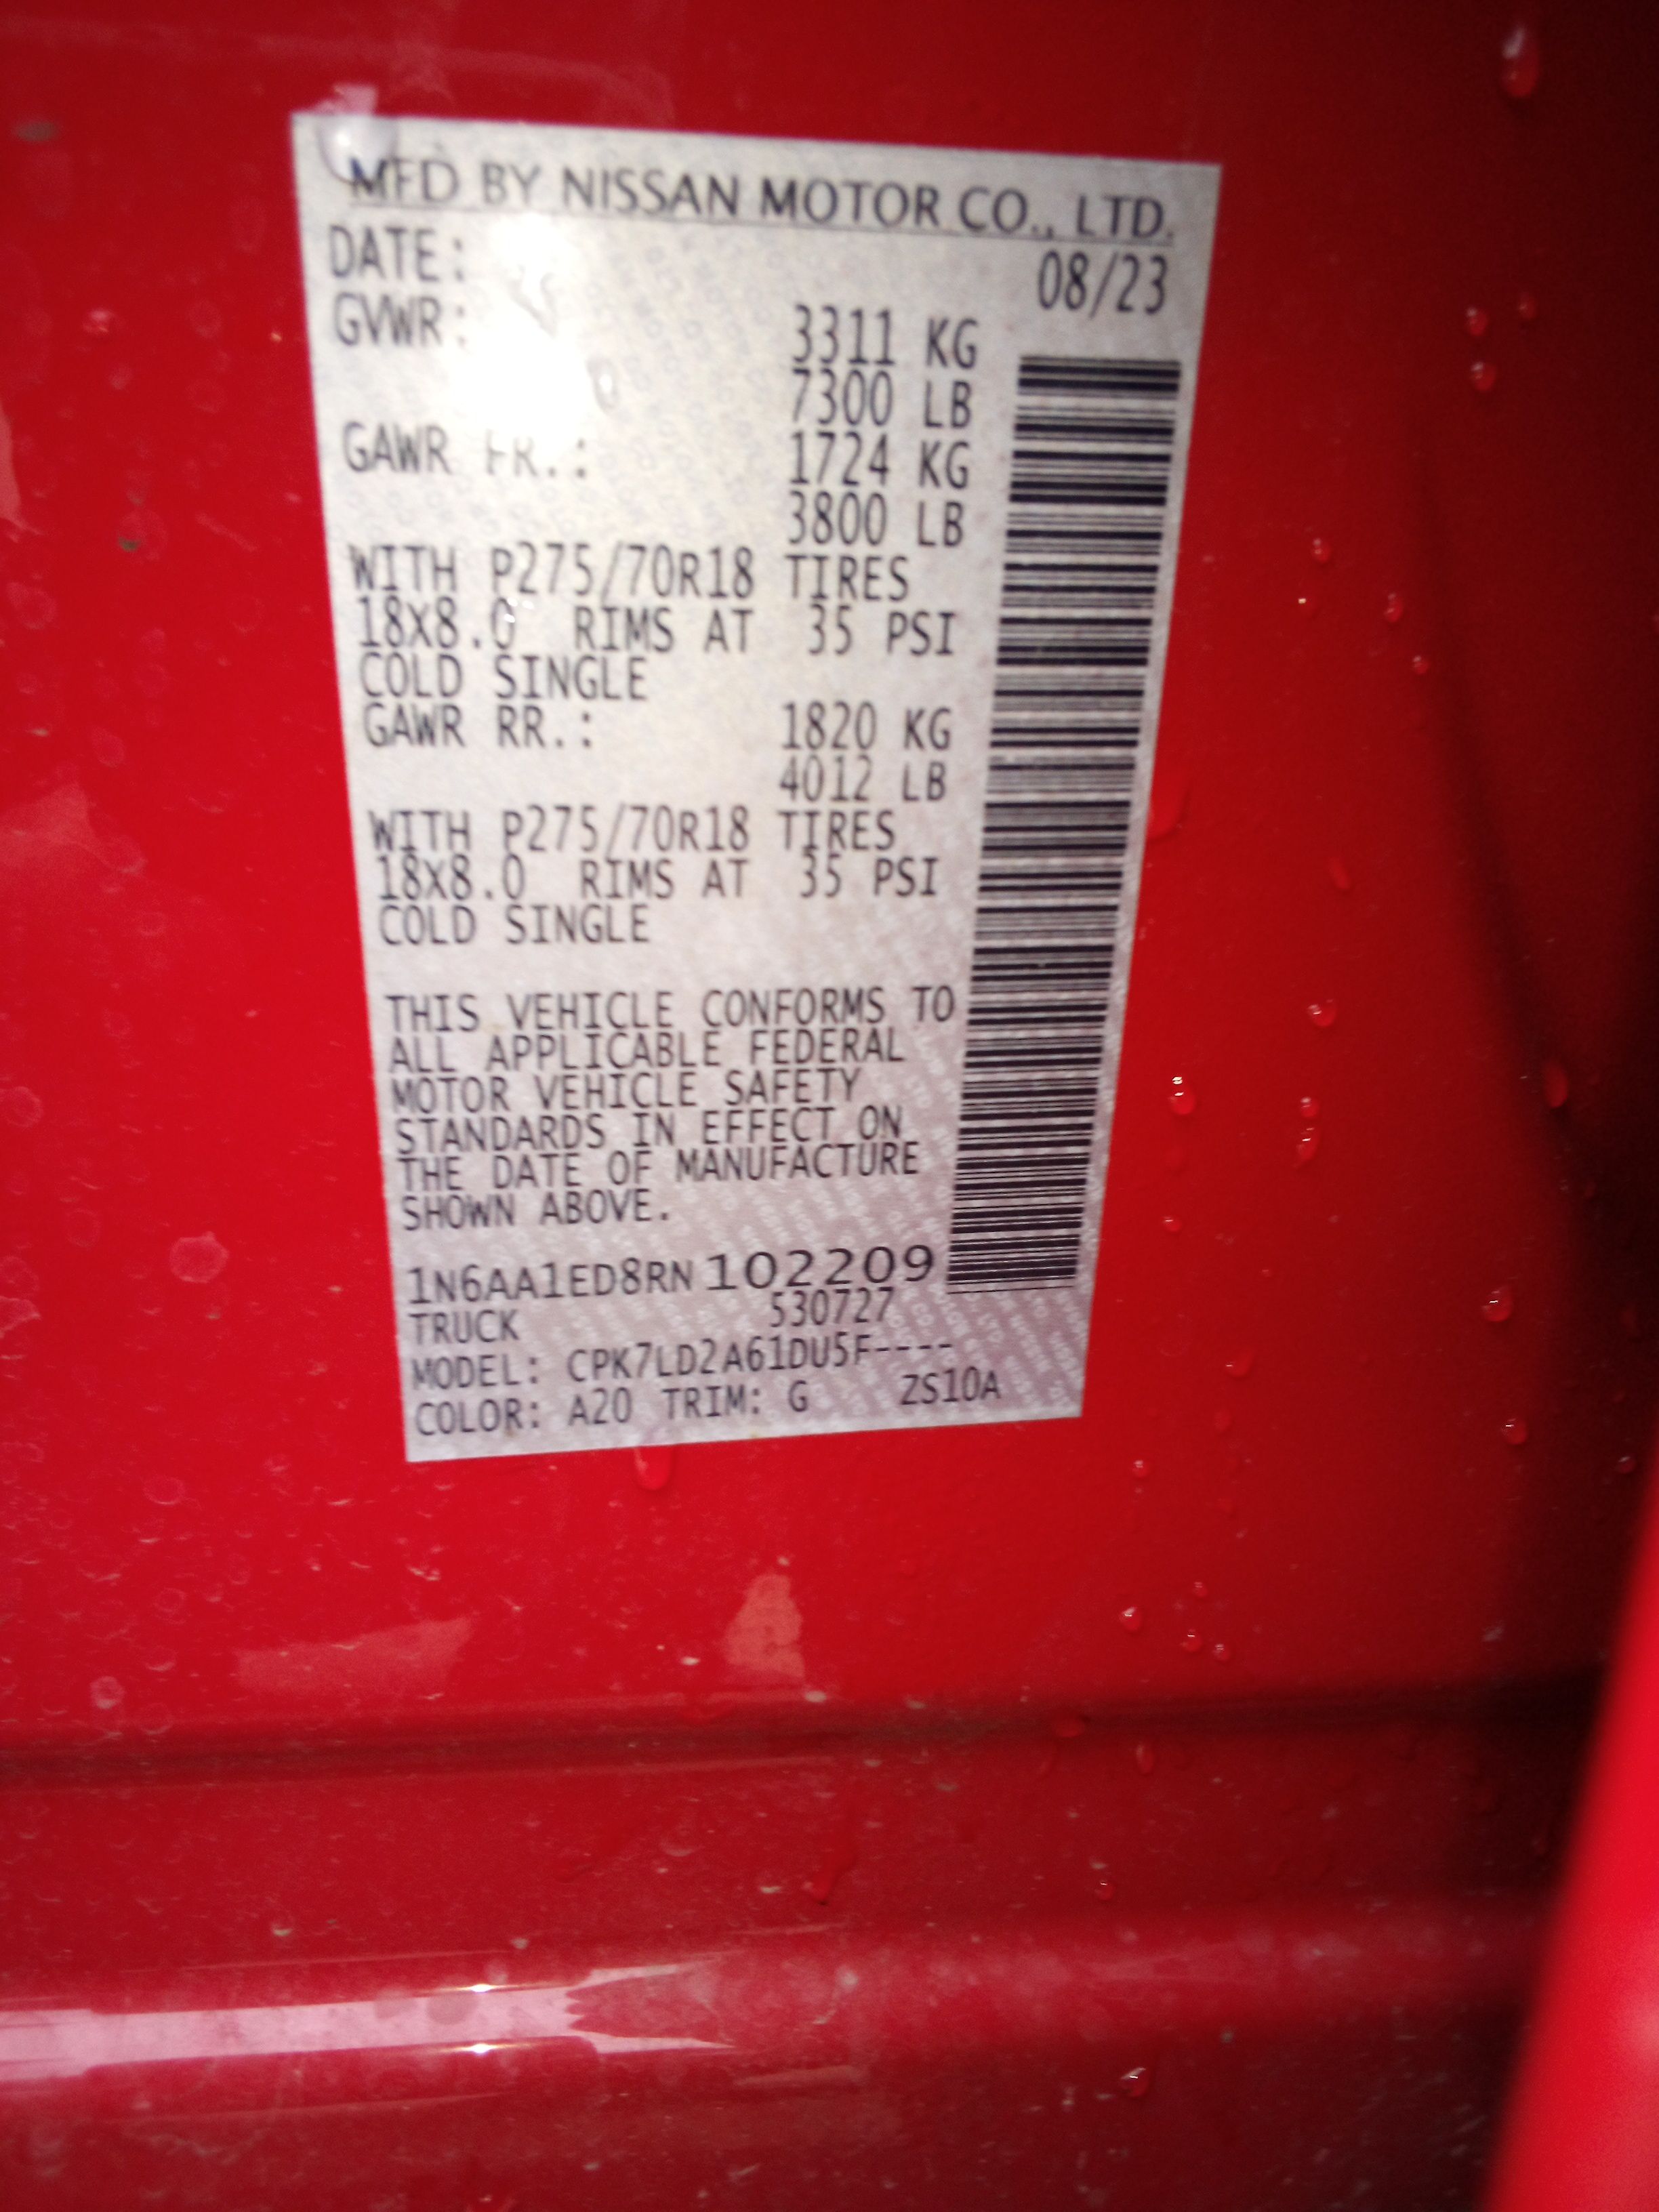 MFD BY NISSAN MOTOR CO., LTD.
DATE: 08/23
GVWR: 3311 KG
7300 LB
GAWR FR.: 1724 KG
3800 LB
WITH P275/70R18 TIRES
18X8.0 RIMS AT 35 PSI
COLD SINGLE
GAWR RR.: 1820 KG
4012 LB
WITH P275/70R18 TIRES
18X8.0 RIMS AT 35 PSI
COLD SINGLE
THIS VEHICLE CONFORMS TO
ALL APPLICABLE FEDERAL
MOTOR VEHICLE SAFETY
STANDARDS IN EFFECT ON
THE DATE OF MANUFACTURE
SHOWN ABOVE.
1N6AA1ED8RN102209
TRUCK 530727
MODEL: CPK7LD2A61DU5F----
COLOR: A20 TRIM: G ZS10A